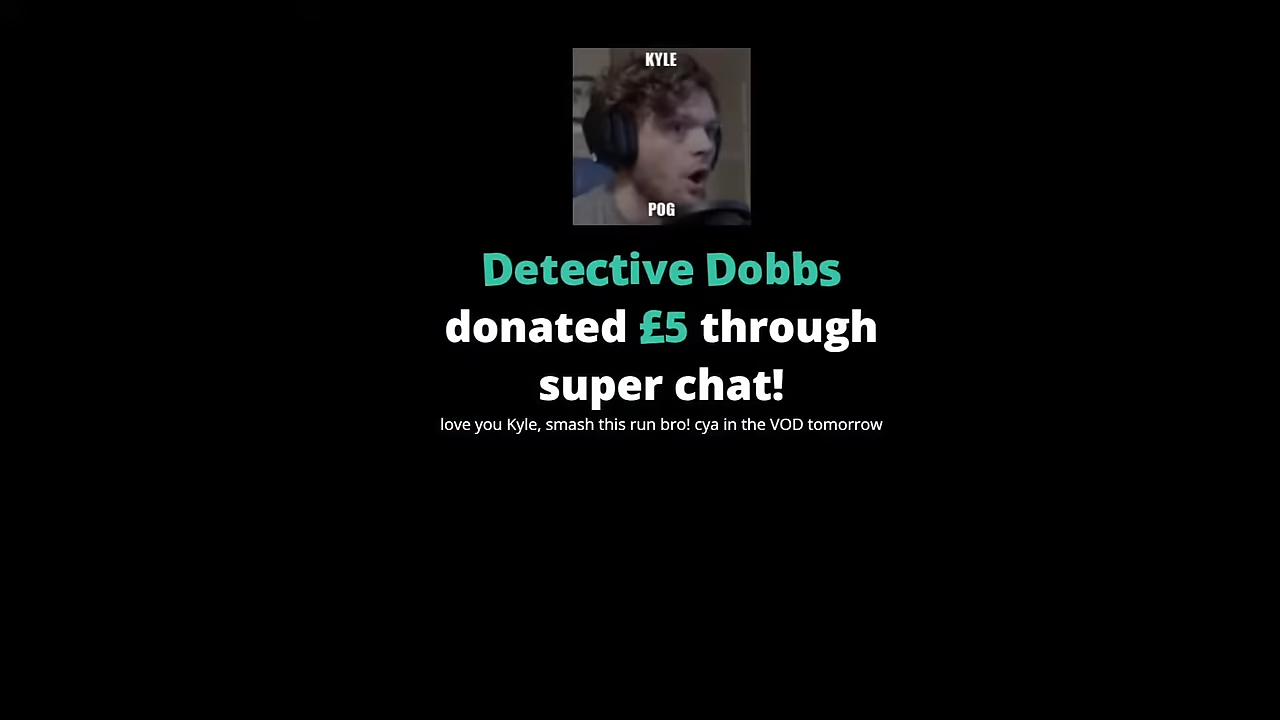 KYLE
POG
Detective Dobbs
donated £5 through
super chat!
love you Kyle, smash this run bro! cya in the VOD tomorrow